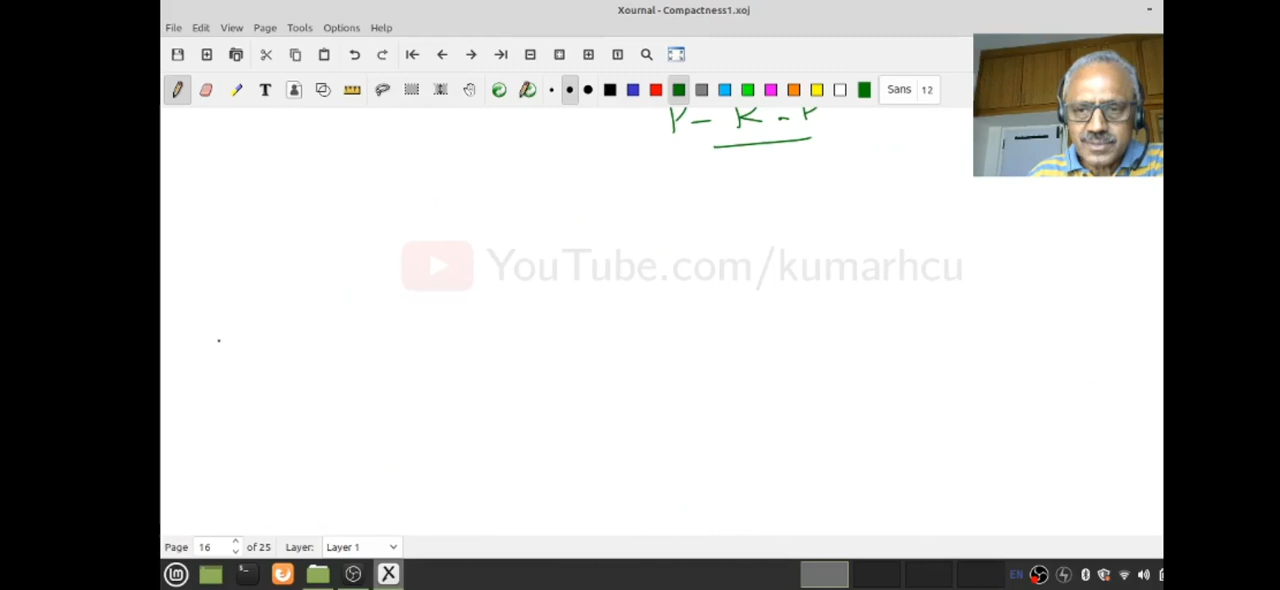 Xournal - Compactness1.xoj
File Edit View Page Tools Options Help
T Sans 12
P - K - P
YouTube.com/kumarhcu
Page 16 of 25 Layer: Layer 1
EN